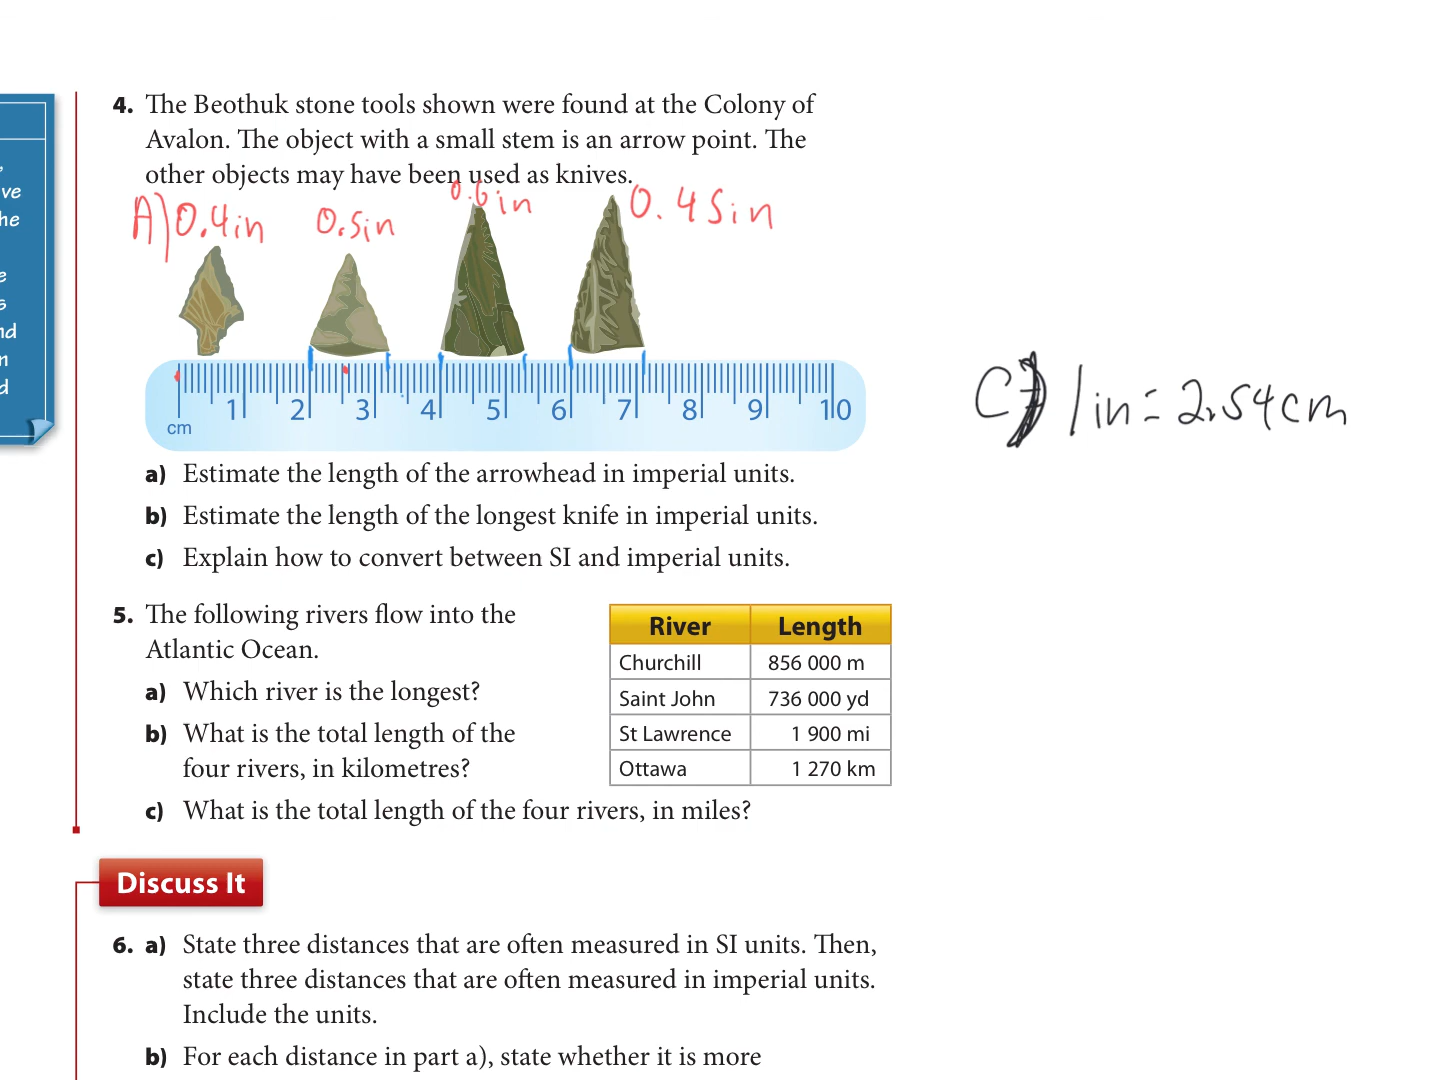 ,
ve
he
e
s
nd
n
d
4. The Beothuk stone tools shown were found at the Colony of
Avalon. The object with a small stem is an arrow point. The
other objects may have been used as knives.
A) 0.4in 0.5in 0.6in 0.45in
1 2 3 4 5 6 7 8 9 10
cm
C) 1in = 2.54cm
a) Estimate the length of the arrowhead in imperial units.
b) Estimate the length of the longest knife in imperial units.
c) Explain how to convert between SI and imperial units.
5. The following rivers flow into the
Atlantic Ocean.
a) Which river is the longest?
b) What is the total length of the
four rivers, in kilometres?
c) What is the total length of the four rivers, in miles?
River Length
Churchill 856 000 m
Saint John 736 000 yd
St Lawrence 1 900 mi
Ottawa 1 270 km
Discuss It
6. a) State three distances that are often measured in SI units. Then,
state three distances that are often measured in imperial units.
Include the units.
b) For each distance in part a), state whether it is more